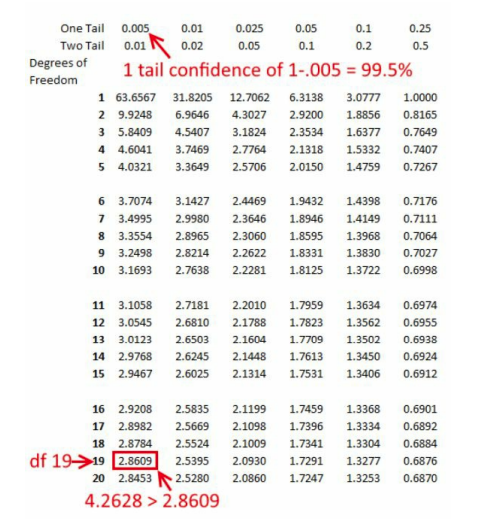 One Tail 0.005 0.01 0.025 0.05 0.1 0.25
Two Tail 0.01 0.02 0.05 0.1 0.2 0.5
Degrees of
Freedom
1 tail confidence of 1-.005 = 99.5%
1 63.6567 31.8205 12.7062 6.3138 3.0777 1.0000
2 9.9248 6.9646 4.3027 2.9200 1.8856 0.8165
3 5.8409 4.5407 3.1824 2.3534 1.6377 0.7649
4 4.6041 3.7469 2.7764 2.1318 1.5332 0.7407
5 4.0321 3.3649 2.5706 2.0150 1.4759 0.7267
6 3.7074 3.1427 2.4469 1.9432 1.4398 0.7176
7 3.4995 2.9980 2.3646 1.8946 1.4149 0.7111
8 3.3554 2.8965 2.3060 1.8595 1.3968 0.7064
9 3.2498 2.8214 2.2622 1.8331 1.3830 0.7027
10 3.1693 2.7638 2.2281 1.8125 1.3722 0.6998
11 3.1058 2.7181 2.2010 1.7959 1.3634 0.6974
12 3.0545 2.6810 2.1788 1.7823 1.3562 0.6955
13 3.0123 2.6503 2.1604 1.7709 1.3502 0.6938
14 2.9768 2.6245 2.1448 1.7613 1.3450 0.6924
15 2.9467 2.6025 2.1314 1.7531 1.3406 0.6912
16 2.9208 2.5835 2.1199 1.7459 1.3368 0.6901
17 2.8982 2.5669 2.1098 1.7396 1.3334 0.6892
18 2.8784 2.5524 2.1009 1.7341 1.3304 0.6884
df 19 19 2.8609 2.5395 2.0930 1.7291 1.3277 0.6876
20 2.8453 2.5280 2.0860 1.7247 1.3253 0.6870
4.2628 > 2.8609